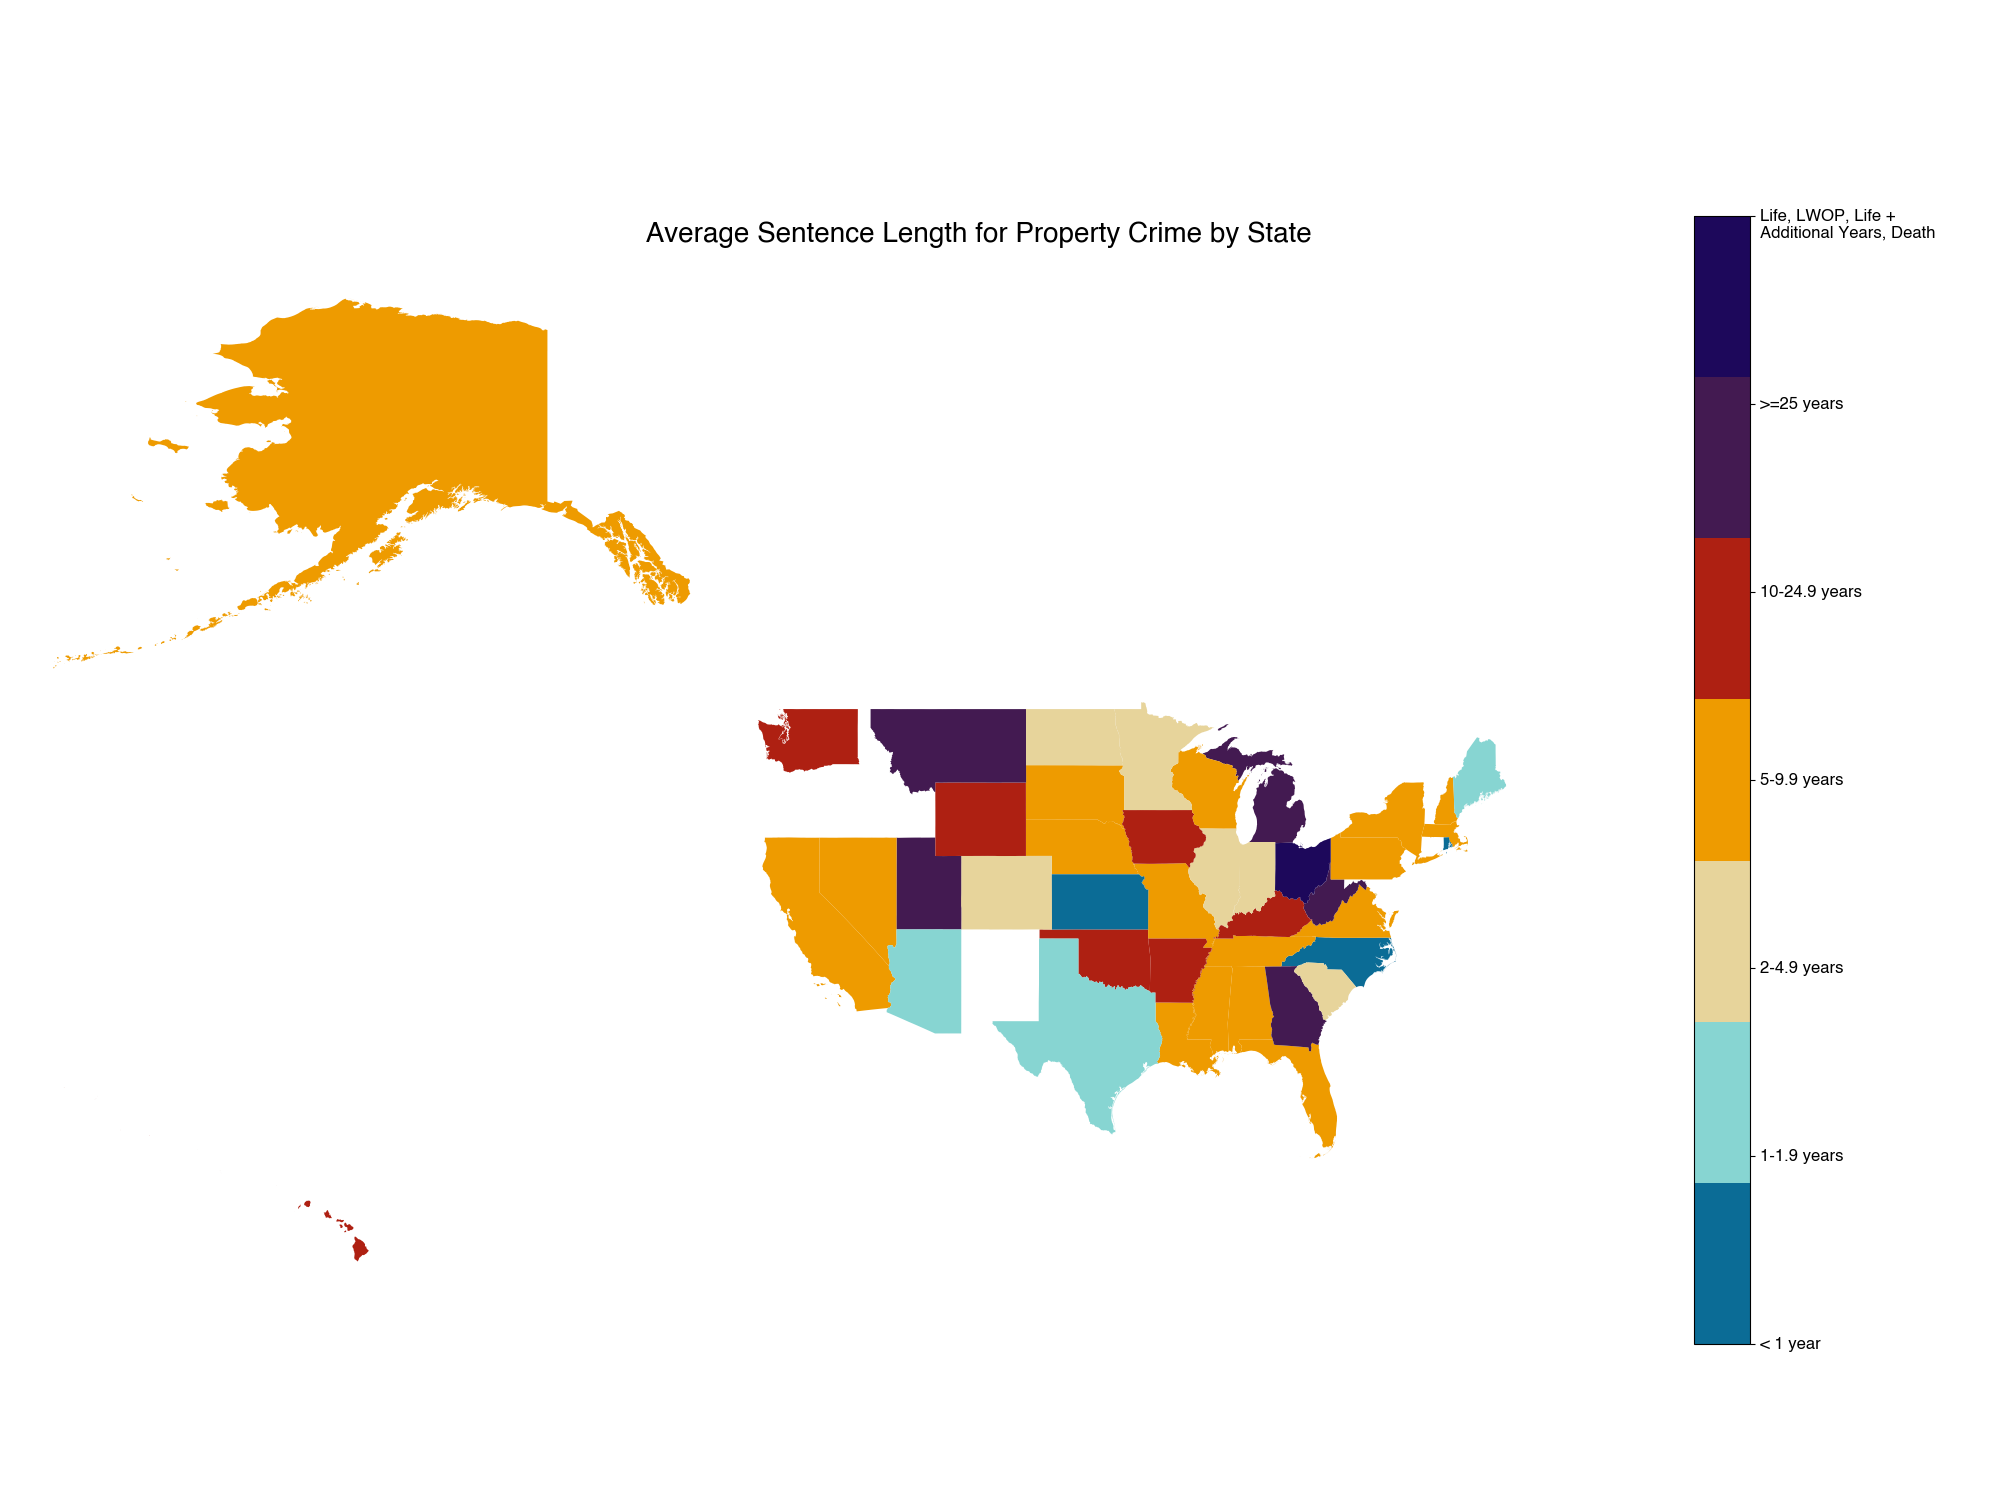 Average Sentence Length for Property Crime by State
Life, LWOP, Life +
Additional Years, Death
>=25 years
10-24.9 years
5-9.9 years
2-4.9 years
1-1.9 years
< 1 year